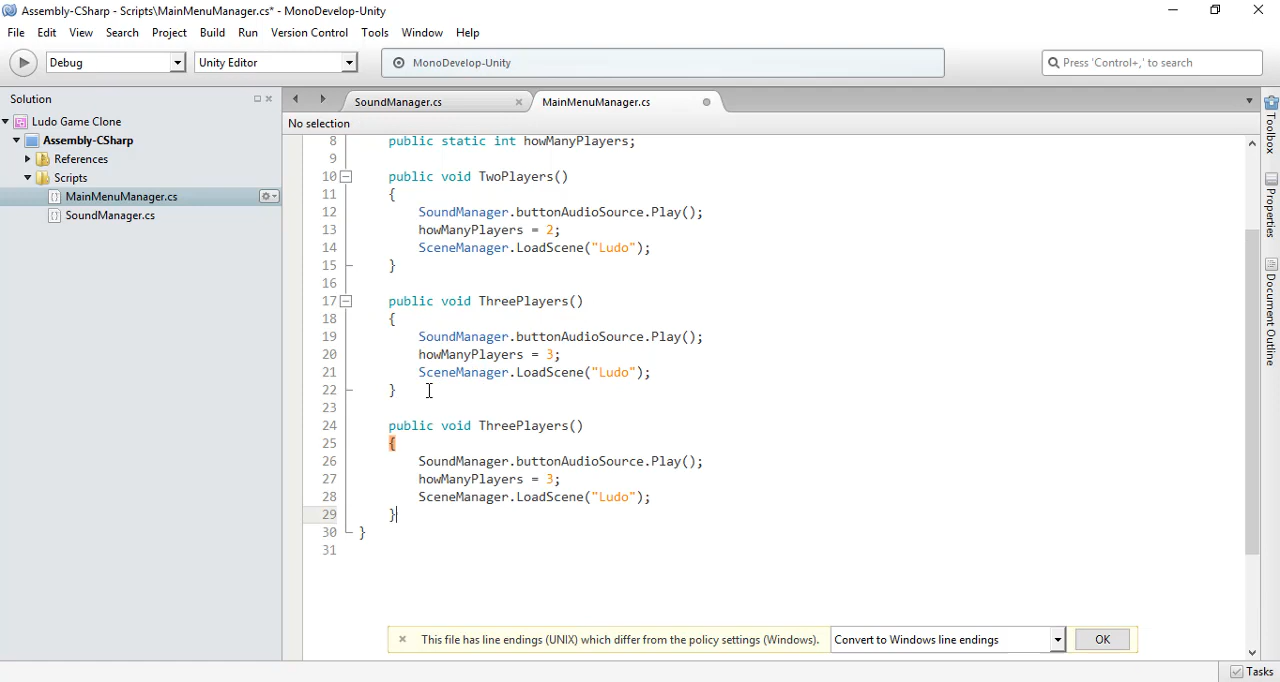 Assembly-CSharp - Scripts\MainMenuManager.cs* - MonoDevelop-Unity
File Edit View Search Project Build Run Version Control Tools Window Help
Debug Unity Editor MonoDevelop-Unity Press 'Control+,' to search
Solution
SoundManager.cs MainMenuManager.cs
Ludo Game Clone
Assembly-CSharp
References
Scripts
MainMenuManager.cs
SoundManager.cs
No selection
8 public static int howManyPlayers;
9
10 public void TwoPlayers()
11 {
12 SoundManager.buttonAudioSource.Play();
13 howManyPlayers = 2;
14 SceneManager.LoadScene("Ludo");
15 }
16
17 public void ThreePlayers()
18 {
19 SoundManager.buttonAudioSource.Play();
20 howManyPlayers = 3;
21 SceneManager.LoadScene("Ludo");
22 }
23
24 public void ThreePlayers()
25 {
26 SoundManager.buttonAudioSource.Play();
27 howManyPlayers = 3;
28 SceneManager.LoadScene("Ludo");
29 }
30 }
31
This file has line endings (UNIX) which differ from the policy settings (Windows). Convert to Windows line endings OK
Toolbox
Properties
Document Outline
Tasks